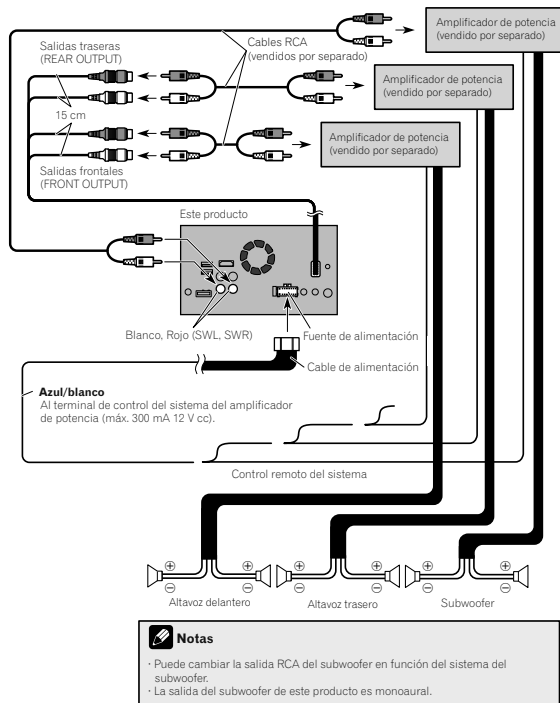 Amplificador de potencia
(vendido por separado)
Salidas traseras
(REAR OUTPUT)
Cables RCA
(vendidos por separado)
Amplificador de potencia
(vendido por separado)
15 cm
Amplificador de potencia
(vendido por separado)
Salidas frontales
(FRONT OUTPUT)
Este producto
Blanco, Rojo (SWL, SWR)
Fuente de alimentación
Cable de alimentación
Azul/blanco
Al terminal de control del sistema del amplificador
de potencia (máx. 300 mA 12 V cc).
Control remoto del sistema
Altavoz delantero
Altavoz trasero
Subwoofer
Notas
· Puede cambiar la salida RCA del subwoofer en función del sistema del
subwoofer.
· La salida del subwoofer de este producto es monoaural.